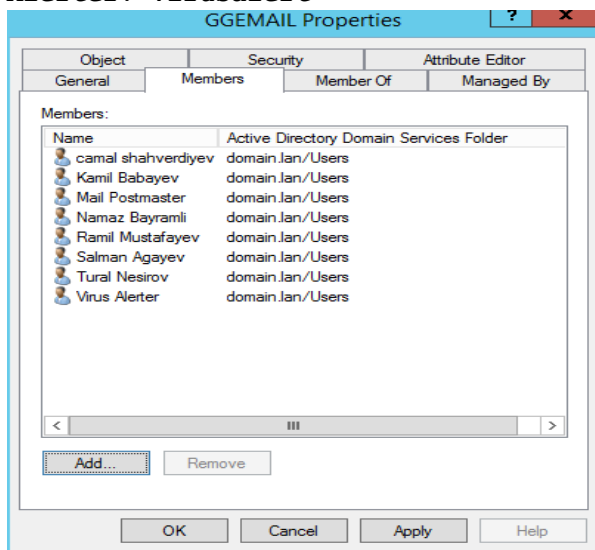 GGEMAIL Properties
?
x
Object
Security
Attribute Editor
General
Members
Member Of
Managed By
Members:
Name Active Directory Domain Services Folder
camal shahverdiyev domain.lan/Users
Kamil Babayev domain.lan/Users
Mail Postmaster domain.lan/Users
Namaz Bayramli domain.lan/Users
Ramil Mustafayev domain.lan/Users
Salman Agayev domain.lan/Users
Tural Nesirov domain.lan/Users
Virus Alerter domain.lan/Users
Add...
Remove
OK
Cancel
Apply
Help